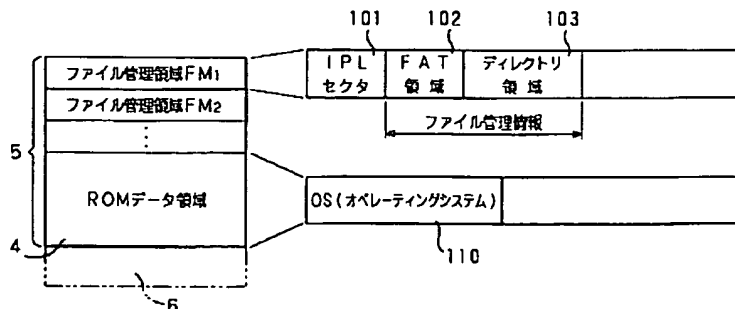 101 102 103
ファイル管理領域FM1
ファイル管理領域FM2
⋮
ROMデータ領域
5
4
6
IPL
セクタ
FAT
領域
ディレクトリ
領域
ファイル管理情報
OS(オペレーティングシステム)
110